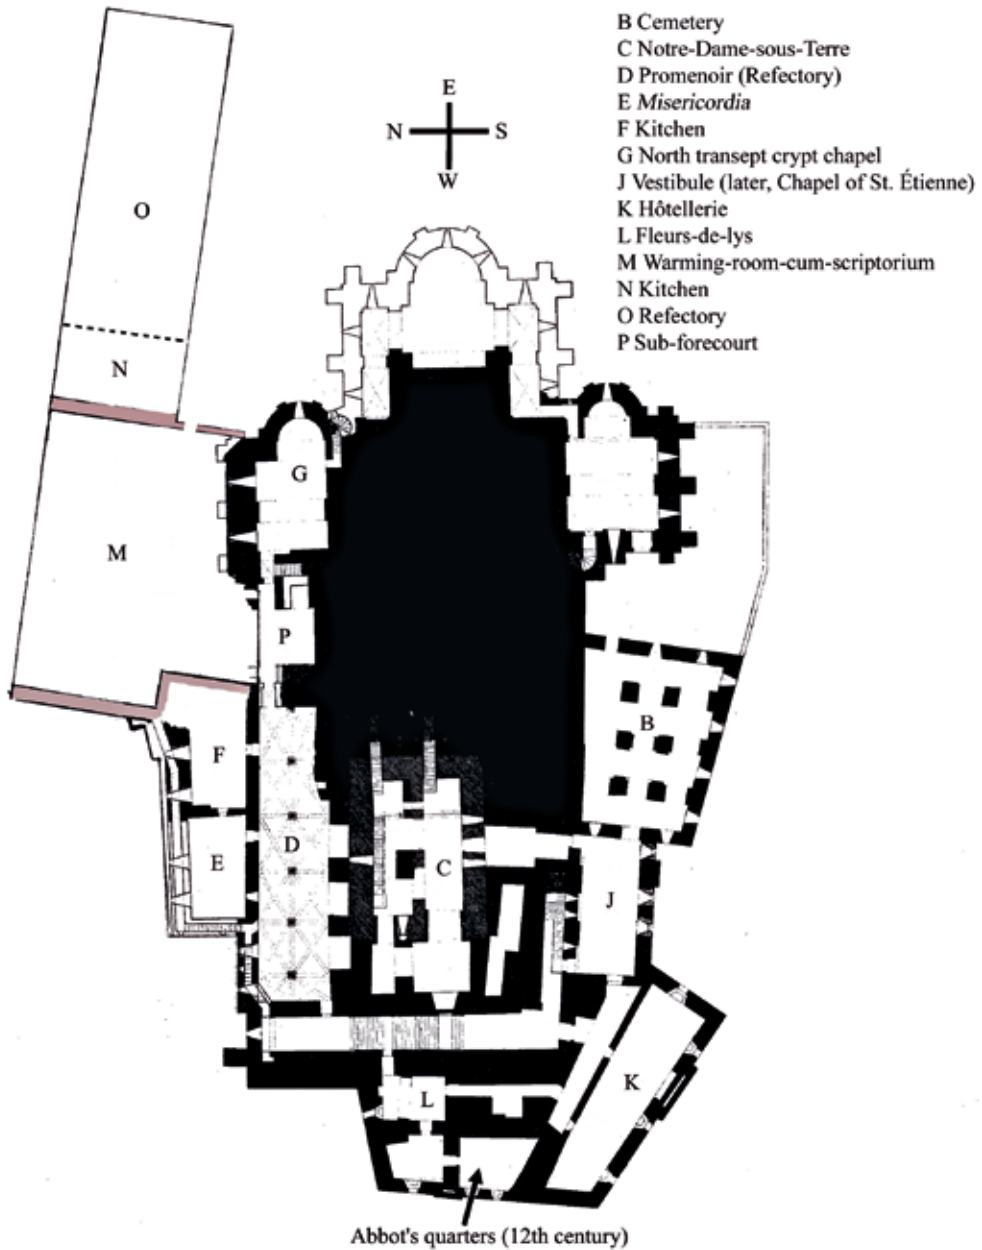 B Cemetery
C Notre-Dame-sous-Terre
D Promenoir (Refectory)
E Misericordia
F Kitchen
G North transept crypt chapel
J Vestibule (later, Chapel of St. Étienne)
K Hôtellerie
L Fleurs-de-lys
M Warming-room-cum-scriptorium
N Kitchen
O Refectory
P Sub-forecourt
E
N S
W
O
N
G
M
P
B
F
D
E
C
J
K
L
Abbot's quarters (12th century)